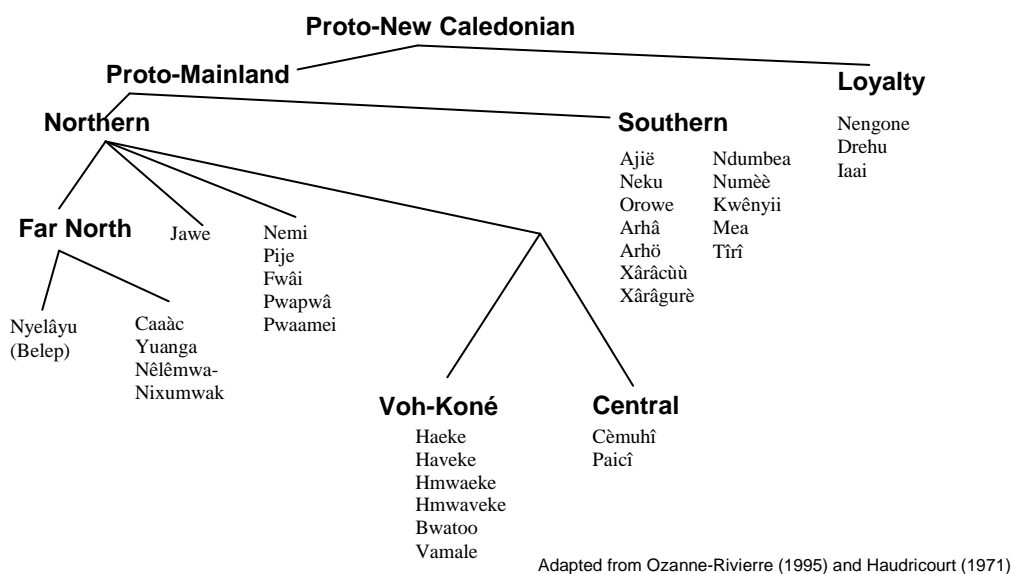 Proto-New Caledonian
Proto-Mainland
Loyalty
Nengone
Drehu
Iaai
Northern
Southern
Ajië
Neku
Orowe
Arhâ
Arhö
Xârâcùù
Xârâgurè
Ndumbea
Numèè
Kwênyii
Mea
Tîrî
Far North
Jawe
Nemi
Pije
Fwâi
Pwapwâ
Pwaamei
Nyelâyu
(Belep)
Caaàc
Yuanga
Nêlêmwa-
Nixumwak
Voh-Koné
Haeke
Haveke
Hmwaeke
Hmwaveke
Bwatoo
Vamale
Central
Cèmuhî
Paicî
Adapted from Ozanne-Rivierre (1995) and Haudricourt (1971)